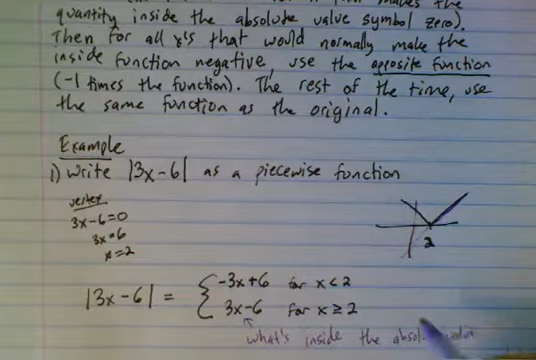 makes the
quantity inside the absolute value symbol zero).
Then for all x's that would normally make the
inside function negative, use the opposite function
(-1 times the function). The rest of the time, use
the same function as the original.
Example
1) Write |3x-6| as a piecewise function
vertex
3x-6=0
3x=6
x=2
2
|3x-6| = { -3x+6 for x<2
3x-6 for x≥2
what's inside the absol